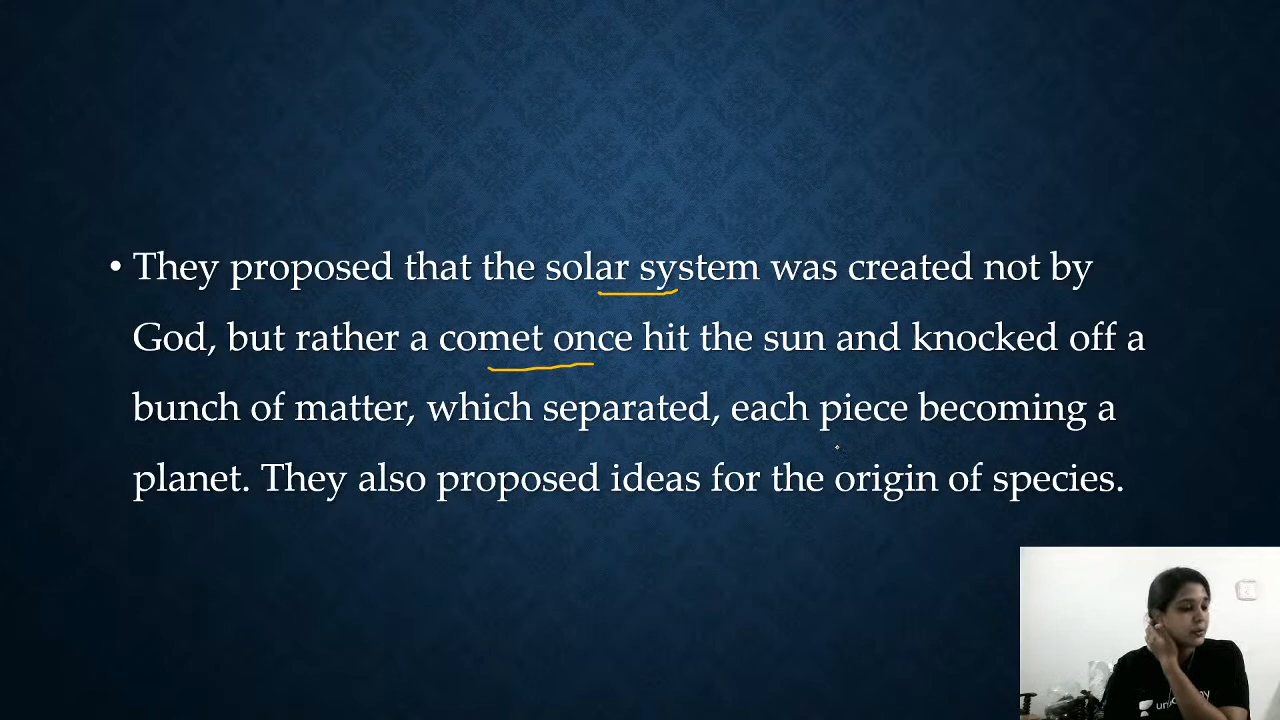 • They proposed that the solar system was created not by
God, but rather a comet once hit the sun and knocked off a
bunch of matter, which separated, each piece becoming a
planet. They also proposed ideas for the origin of species.